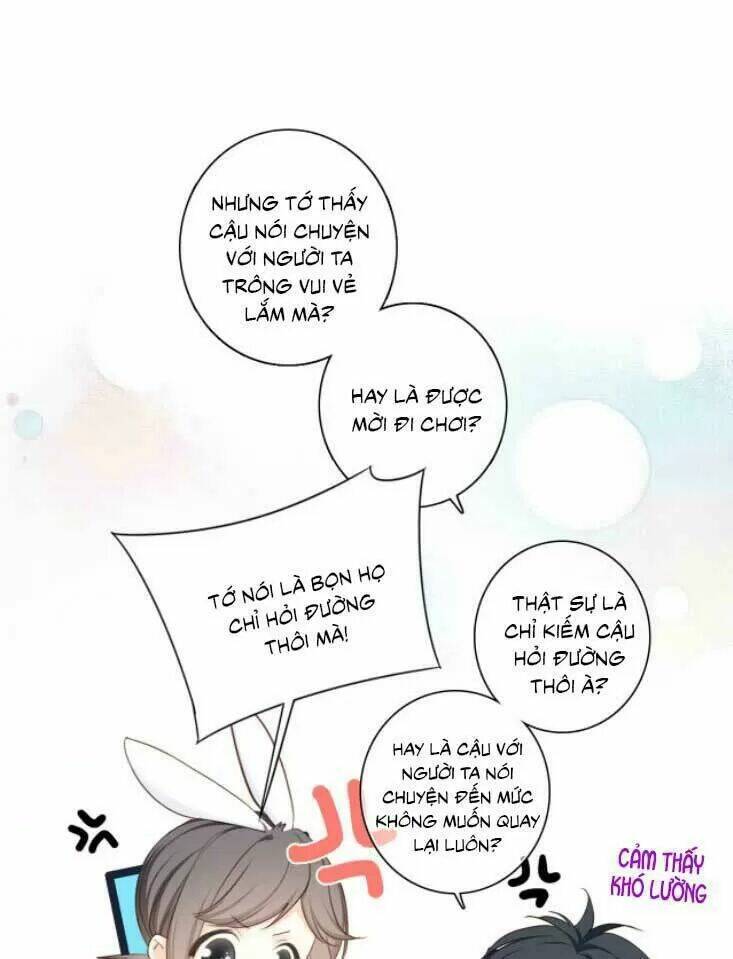 NHƯNG TỚ THẤY
CẬU NÓI CHUYỆN
VỚI NGƯỜI TA
TRÔNG VUI VẺ
LẮM MÀ?
HAY LÀ ĐƯỢC
MỜI ĐI CHƠI?
TỚ NÓI LÀ BỌN HỌ
CHỈ HỎI ĐƯỜNG
THÔI MÀ!
THẬT SỰ LÀ
CHỈ KIẾM CẬU
HỎI ĐƯỜNG
THÔI À?
HAY LÀ CẬU VỚI
NGƯỜI TA NÓI
CHUYỆN ĐẾN MỨC
KHÔNG MUỐN QUAY
LẠI LUÔN?
CẢM THẤY
KHÓ LƯỜNG